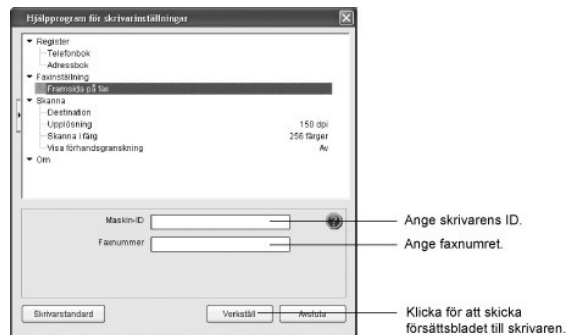 Hjälpprogram för skrivarinställningar
Register
Telefonbok
Adressbok
Faxinställning
Framsida på fax
Skanna
Destination
Upplösning 150 dpi
Skanna i färg 256 färger
Visa förhandsgranskning Av
Om
Maskin-ID
Ange skrivarens ID.
Faxnummer
Ange faxnumret.
Skrivarstandard
Verkställ
Avsluta
Klicka för att skicka
försättsbladet till skrivaren.